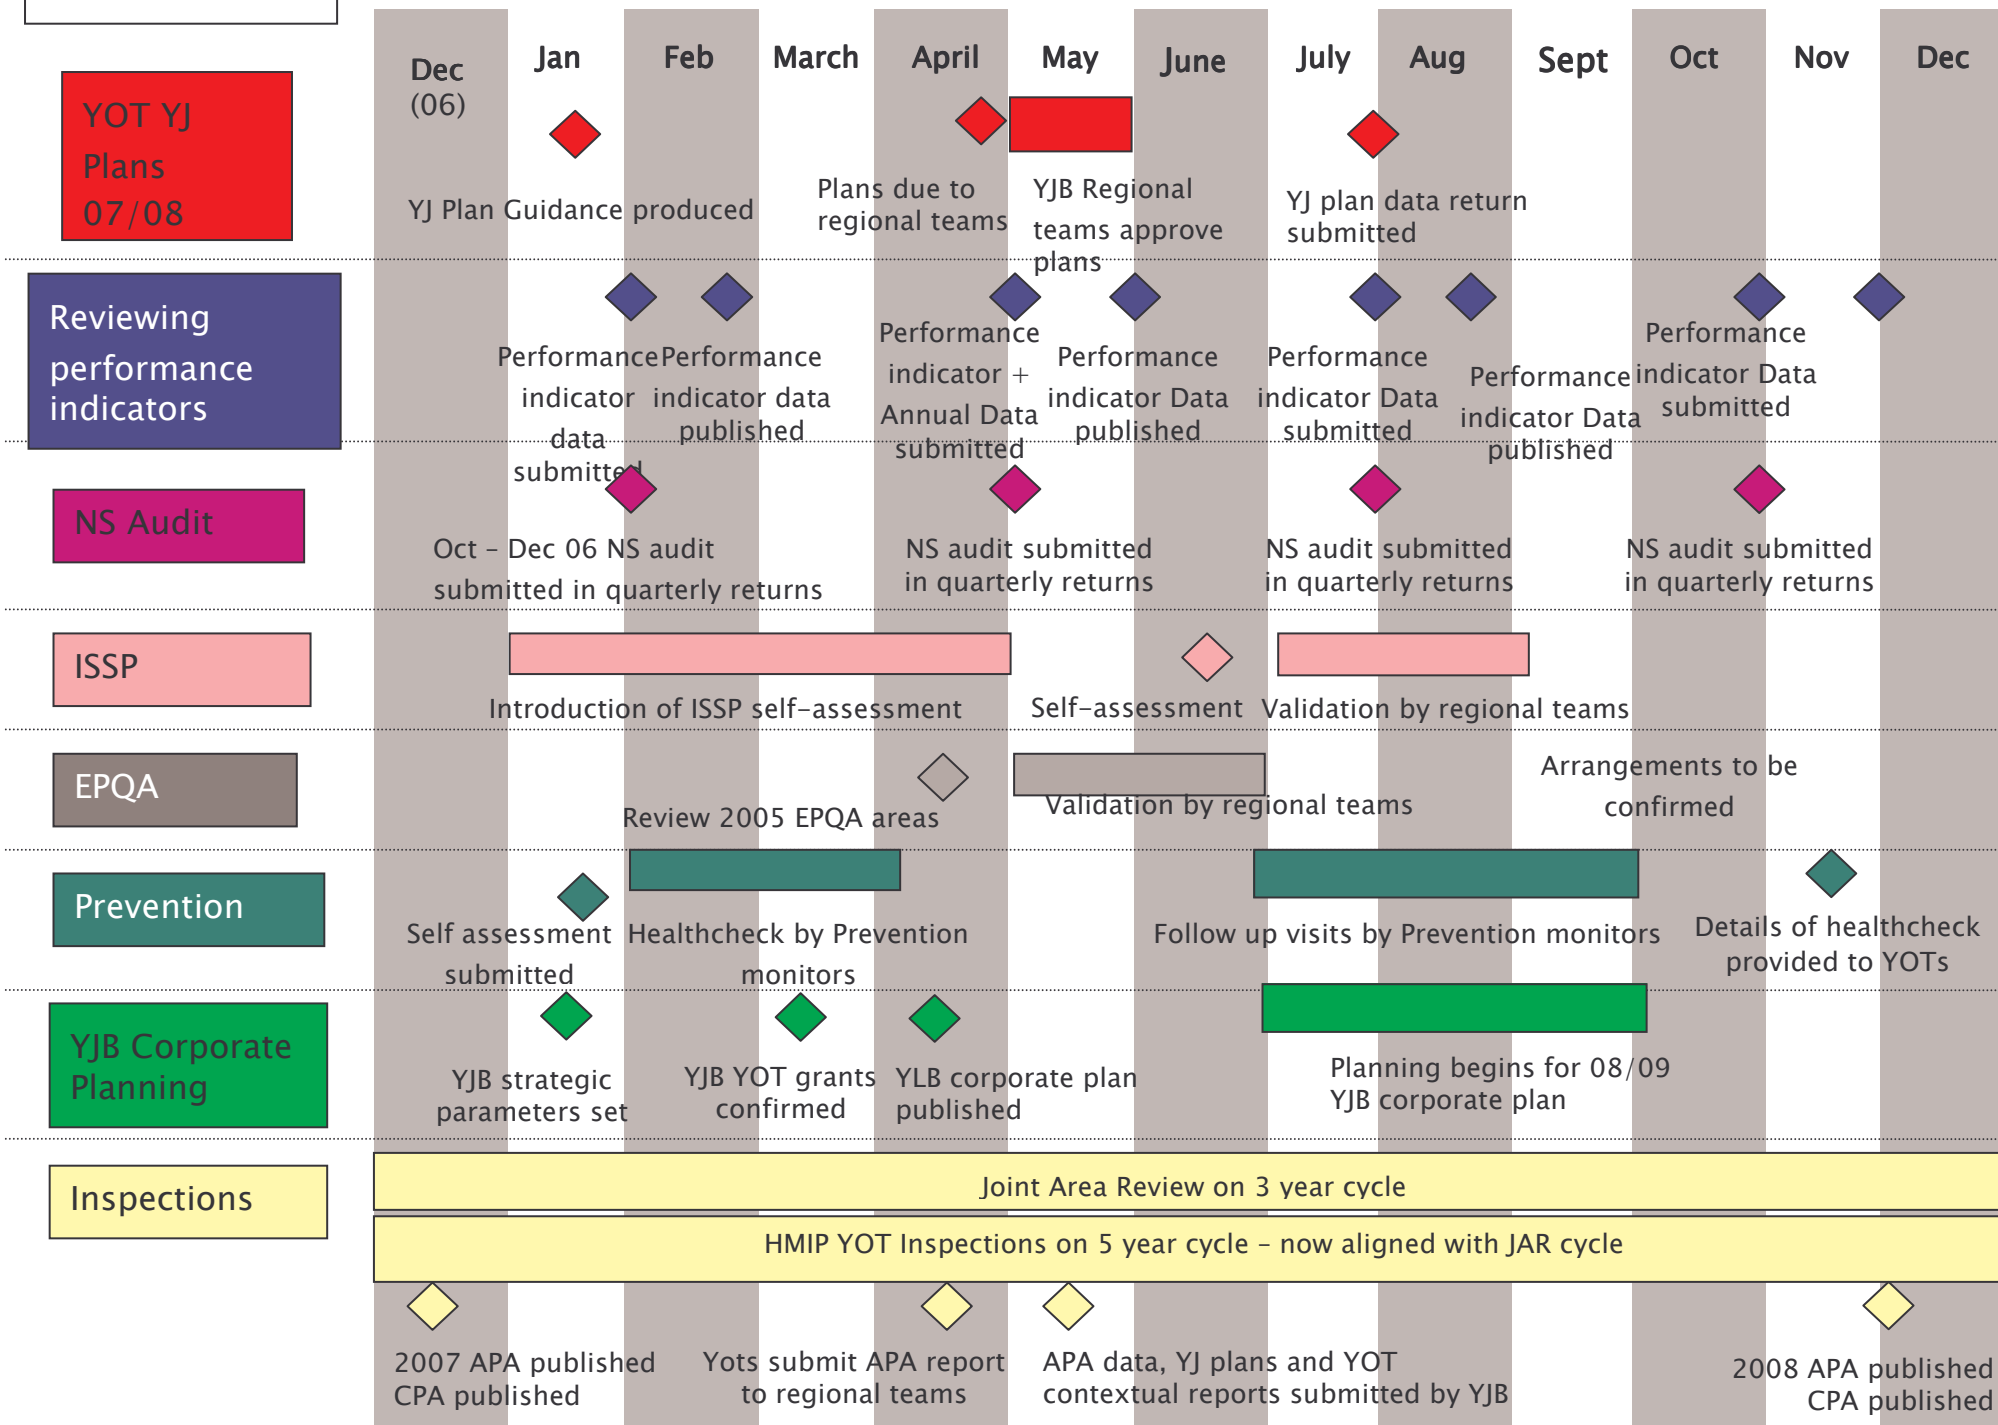 Dec
(06)
Jan
Feb
March
April
May
June
July
Aug
Sept
Oct
Nov
Dec
YOT YJ
Plans
07/08
YJ Plan Guidance produced
Plans due to
regional teams
YJB Regional
teams approve
plans
YJ plan data return
submitted
Reviewing
performance
indicators
Performance
indicator
data
submitted
Performance
indicator data
published
Performance
indicator +
Annual Data
submitted
Performance
indicator Data
published
Performance
indicator Data
submitted
Performance
indicator Data
published
Performance
indicator Data
submitted
NS Audit
Oct – Dec 06 NS audit
submitted in quarterly returns
NS audit submitted
in quarterly returns
NS audit submitted
in quarterly returns
NS audit submitted
in quarterly returns
ISSP
Introduction of ISSP self-assessment
Self-assessment
Validation by regional teams
EPQA
Review 2005 EPQA areas
Validation by regional teams
Arrangements to be
confirmed
Prevention
Self assessment
submitted
Healthcheck by Prevention
monitors
Follow up visits by Prevention monitors
Details of healthcheck
provided to YOTs
YJB Corporate
Planning
YJB strategic
parameters set
YJB YOT grants
confirmed
YLB corporate plan
published
Planning begins for 08/09
YJB corporate plan
Inspections
Joint Area Review on 3 year cycle
HMIP YOT Inspections on 5 year cycle – now aligned with JAR cycle
2007 APA published
CPA published
Yots submit APA report
to regional teams
APA data, YJ plans and YOT
contextual reports submitted by YJB
2008 APA published
CPA published